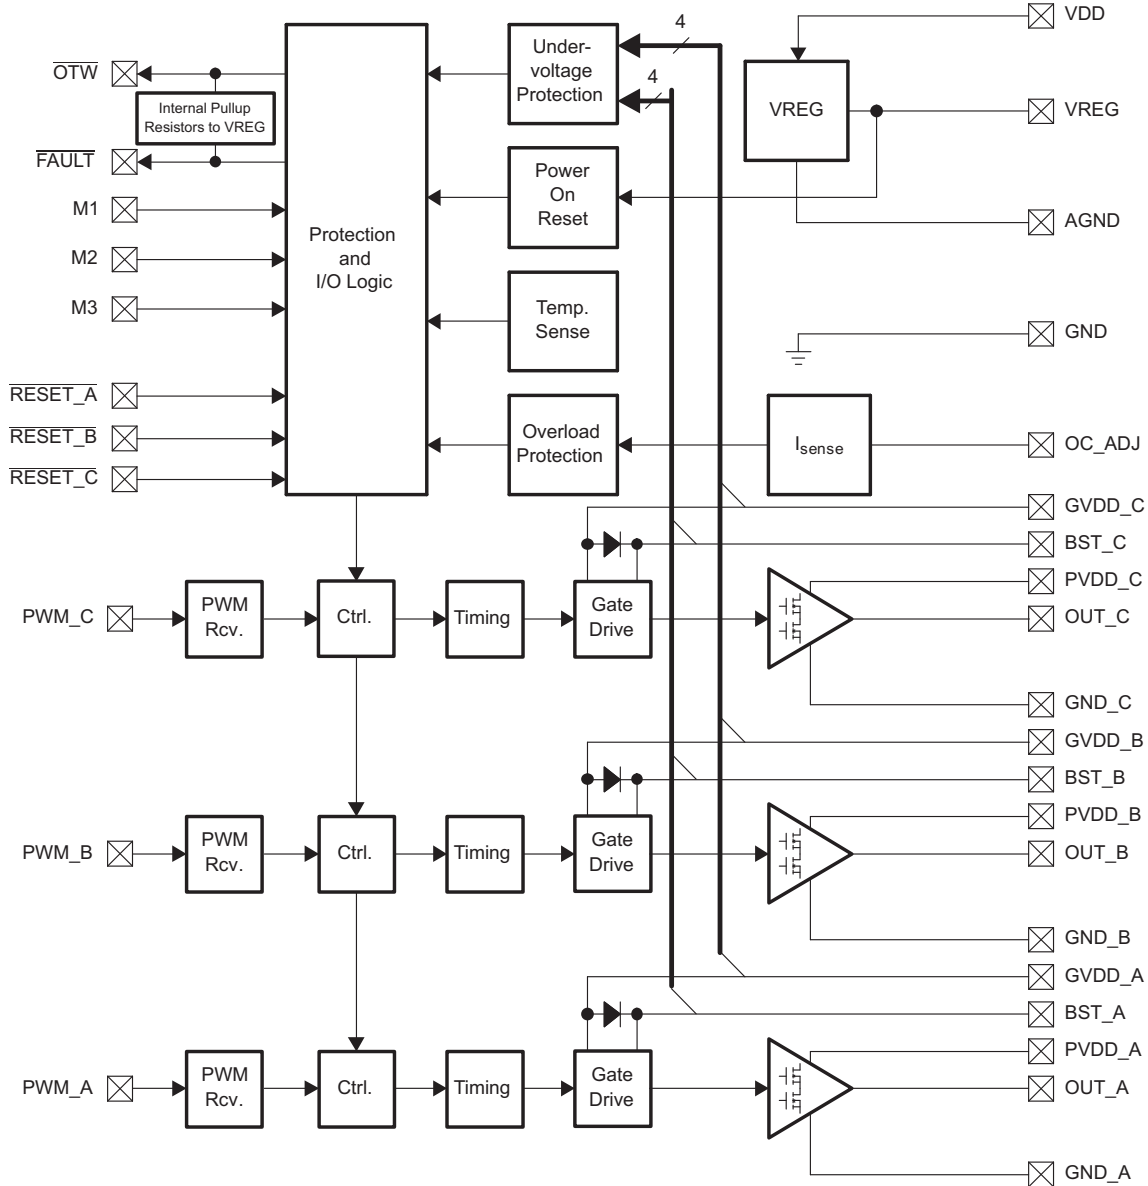 4
VDD
OTW
Under-
voltage
Protection
4
Internal Pullup
Resistors to VREG
VREG
VREG
FAULT
Power
On
Reset
M1
AGND
M2
Protection
and
I/O Logic
M3
Temp.
Sense
GND
RESET_A
RESET_B
RESET_C
Overload
Protection
Isense
OC_ADJ
GVDD_C
BST_C
PVDD_C
PWM_C
PWM
Rcv.
Ctrl.
Timing
Gate
Drive
OUT_C
GND_C
GVDD_B
BST_B
PVDD_B
PWM_B
PWM
Rcv.
Ctrl.
Timing
Gate
Drive
OUT_B
GND_B
GVDD_A
BST_A
PVDD_A
PWM_A
PWM
Rcv.
Ctrl.
Timing
Gate
Drive
OUT_A
GND_A